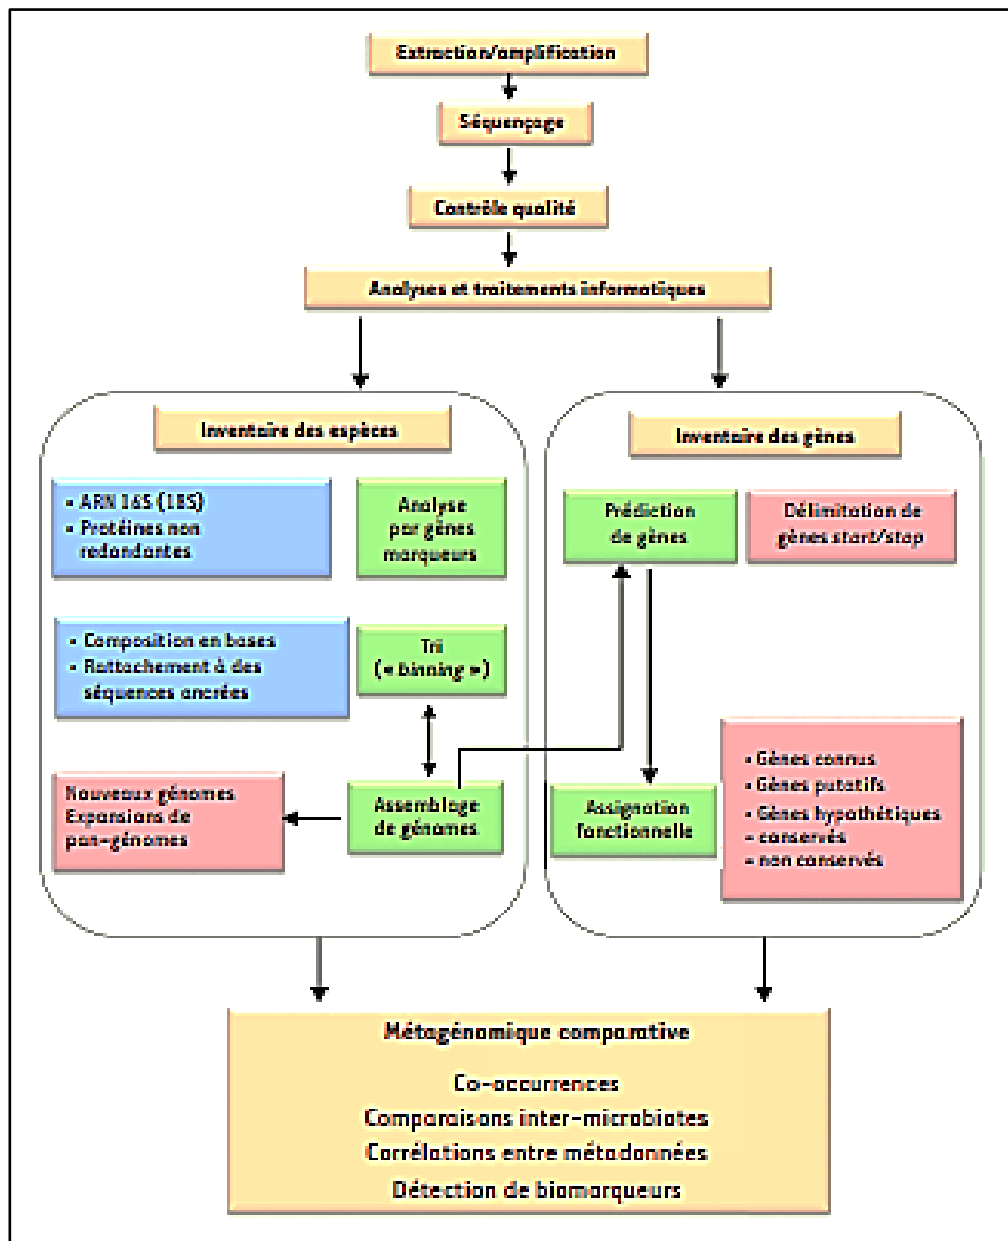 Extraction/amplification
Séquençage
Contrôle qualité
Analyses et traitements informatiques
Inventaire des espèces
• ARN 16S (18S)
• Protéines non
redondantes
Analyse
par gènes
marqueurs
• Composition en bases
• Rattachement à des
séquences ancrées
Tri
(« binning »)
Nouveaux génomes
Expansions de
pan-génomes
Assemblage
de génomes
Inventaire des gènes
Prédiction
de gènes
Délimitation de
gènes start/stop
Assignation
fonctionnelle
• Gènes connus
• Gènes putatifs
• Gènes hypothétiques
– conservés
– non conservés
Métagénomique comparative
Co-occurrences
Comparaisons inter-microbiotes
Corrélations entre métadonnées
Détection de biomarqueurs